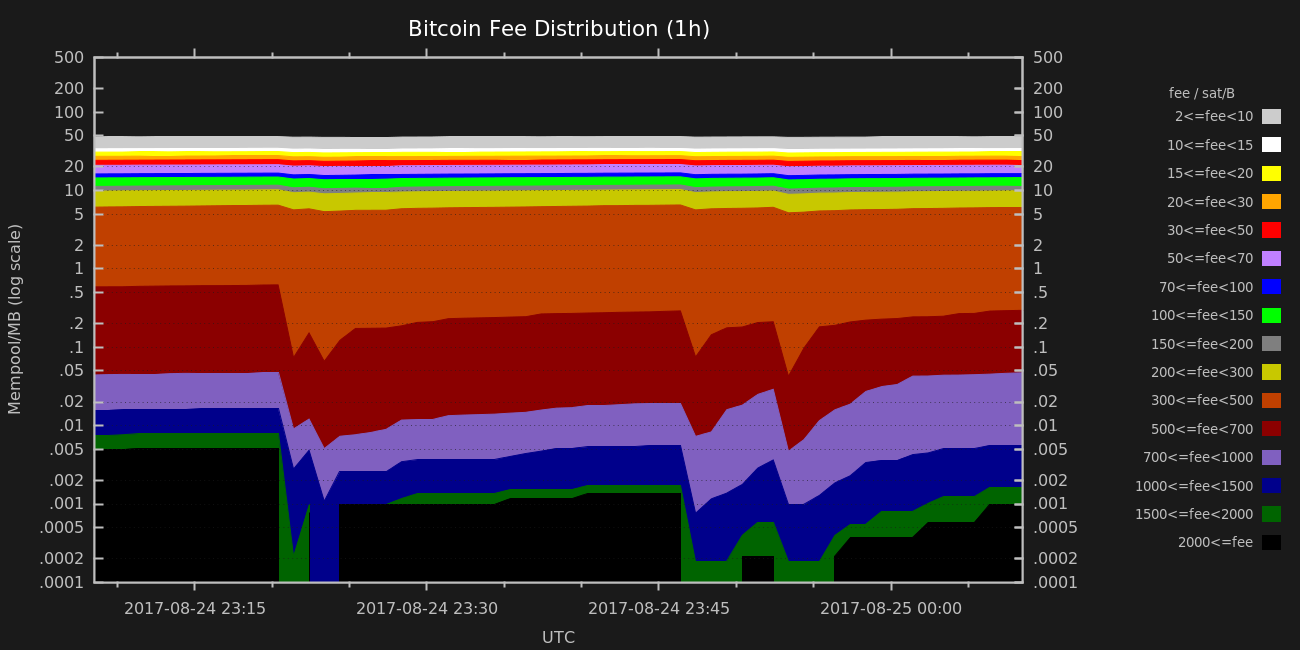 Bitcoin Fee Distribution (1h)
500 500
200 200
100 100
50 50
20 20
10 10
5 5
2 2
1 1
.5 .5
.2 .2
.1 .1
.05 .05
.02 .02
.01 .01
.005 .005
.002 .002
.001 .001
.0005 .0005
.0002 .0002
.0001 .0001
Mempool/MB (log scale)
2017-08-24 23:15 2017-08-24 23:30 2017-08-24 23:45 2017-08-25 00:00
UTC
fee / sat/B
2<=fee<10
10<=fee<15
15<=fee<20
20<=fee<30
30<=fee<50
50<=fee<70
70<=fee<100
100<=fee<150
150<=fee<200
200<=fee<300
300<=fee<500
500<=fee<700
700<=fee<1000
1000<=fee<1500
1500<=fee<2000
2000<=fee